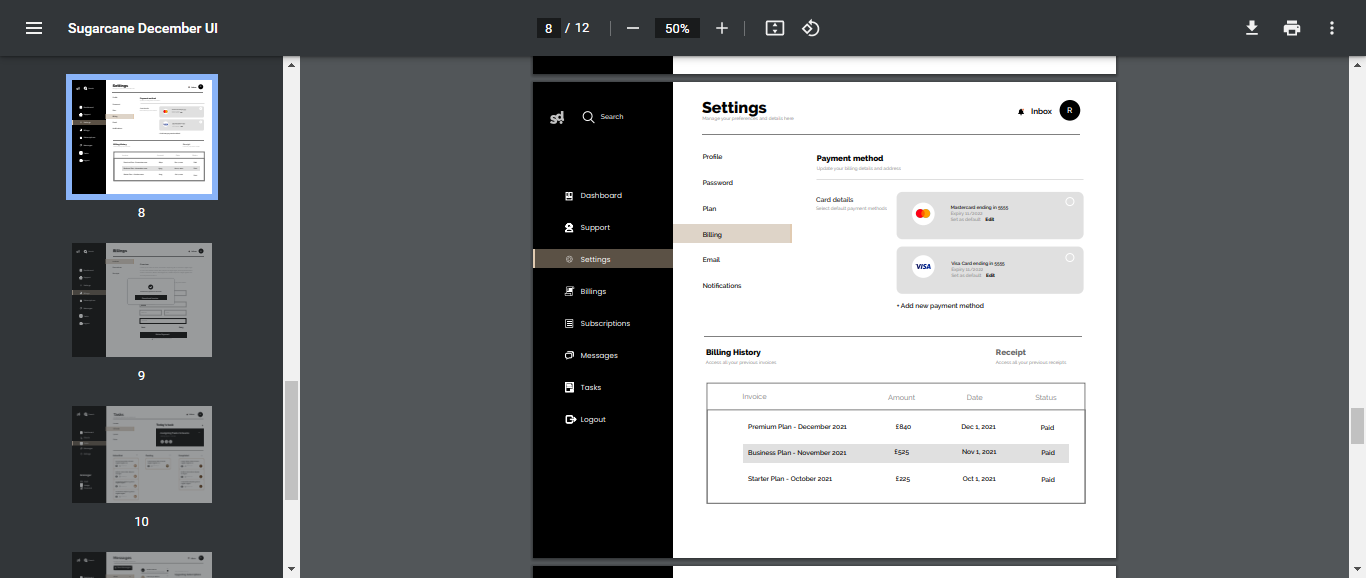 Sugarcane December UI
8 / 12
50%
8
9
10
sd
Search
Dashboard
Support
Settings
Billings
Subscriptions
Messages
Tasks
Logout
Settings
Manage your preferences and details here
Inbox
R
Profile
Password
Plan
Billing
Email
Notifications
Payment method
Update your billing details and address
Card details
Select default payment methods
Mastercard ending in 5555
Expiry 11/2022
Set as default Edit
VISA
Visa Card ending in 5555
Expiry 11/2022
Set as default Edit
+ Add new payment method
Billing History
Access all your previous invoices
Receipt
Access all your previous receipts
Invoice Amount Date Status
Premium Plan - December 2021 £840 Dec 1, 2021 Paid
Business Plan - November 2021 £525 Nov 1, 2021 Paid
Starter Plan - October 2021 £225 Oct 1, 2021 Paid